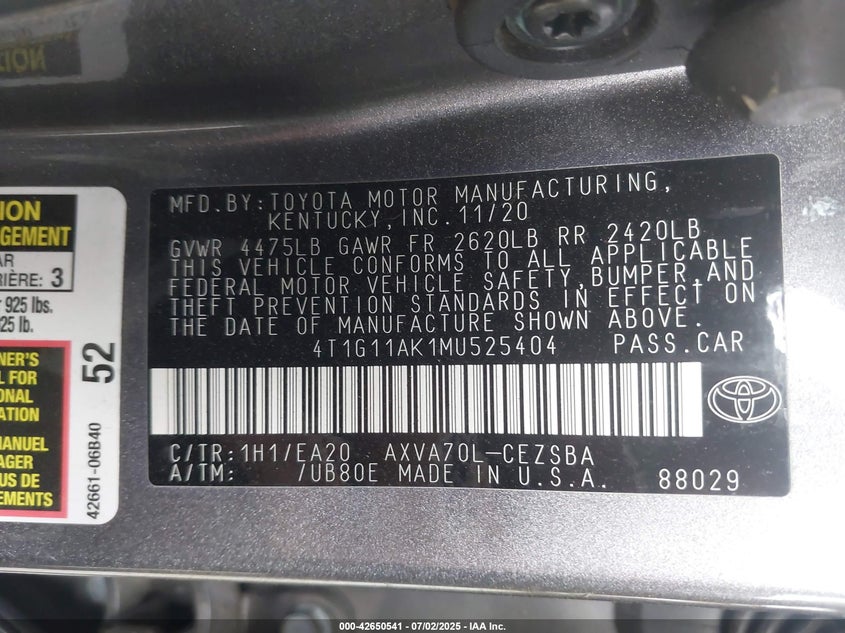 MFD. BY: TOYOTA MOTOR MANUFACTURING,
KENTUCKY, INC. 11/20
GVWR 4475LB GAWR FR 2620LB RR 2420LB
THIS VEHICLE CONFORMS TO ALL APPLICABLE
FEDERAL MOTOR VEHICLE SAFETY, BUMPER, AND
THEFT PREVENTION STANDARDS IN EFFECT ON
THE DATE OF MANUFACTURE SHOWN ABOVE.
4T1G11AK1MU525404 PASS.CAR
C/TR: 1H1/EA20 AXVA70L-CEZSBA
A/TM: /UB80E MADE IN U.S.A. 88029
RIÈRE: 3
925 lbs.
25 lb.
52
42661-06B40
NER'S
FOR
ONAL
ATION
MANUEL
AGER
US DE
EMENTS
000-42650541 | 07/02/2025 | IAA Inc.